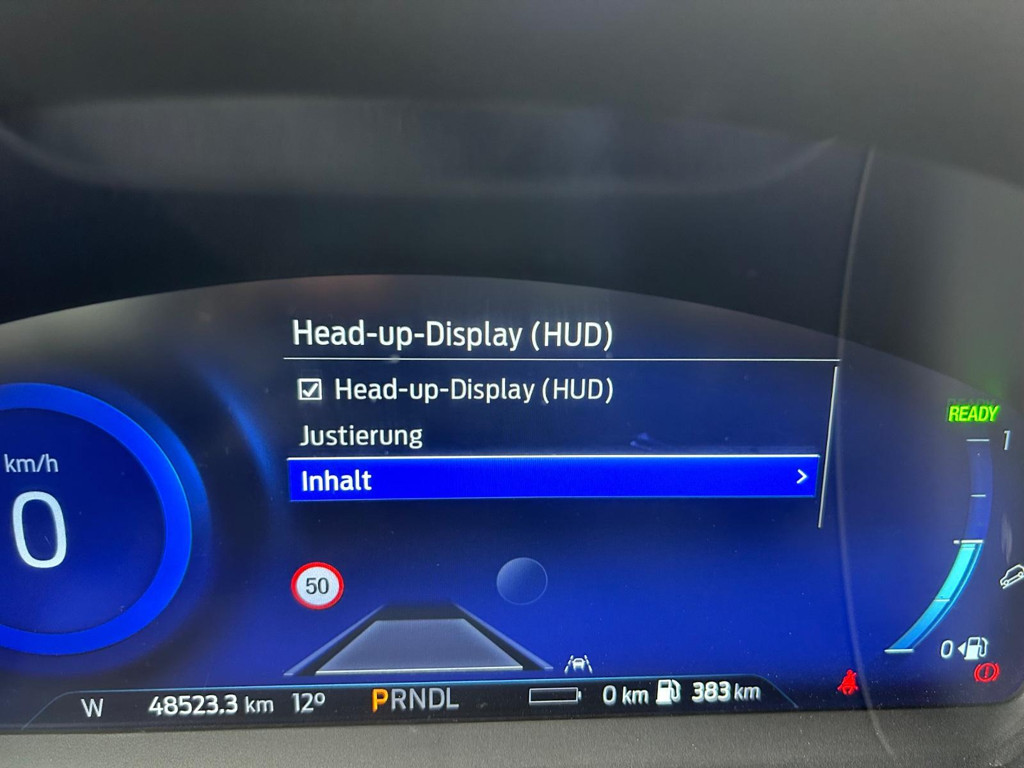 Head-up-Display (HUD)
Head-up-Display (HUD)
Justierung
Inhalt
READY
1
km/h
0
50
0
W 48523.3 km 12° PRNDL 0 km 383 km